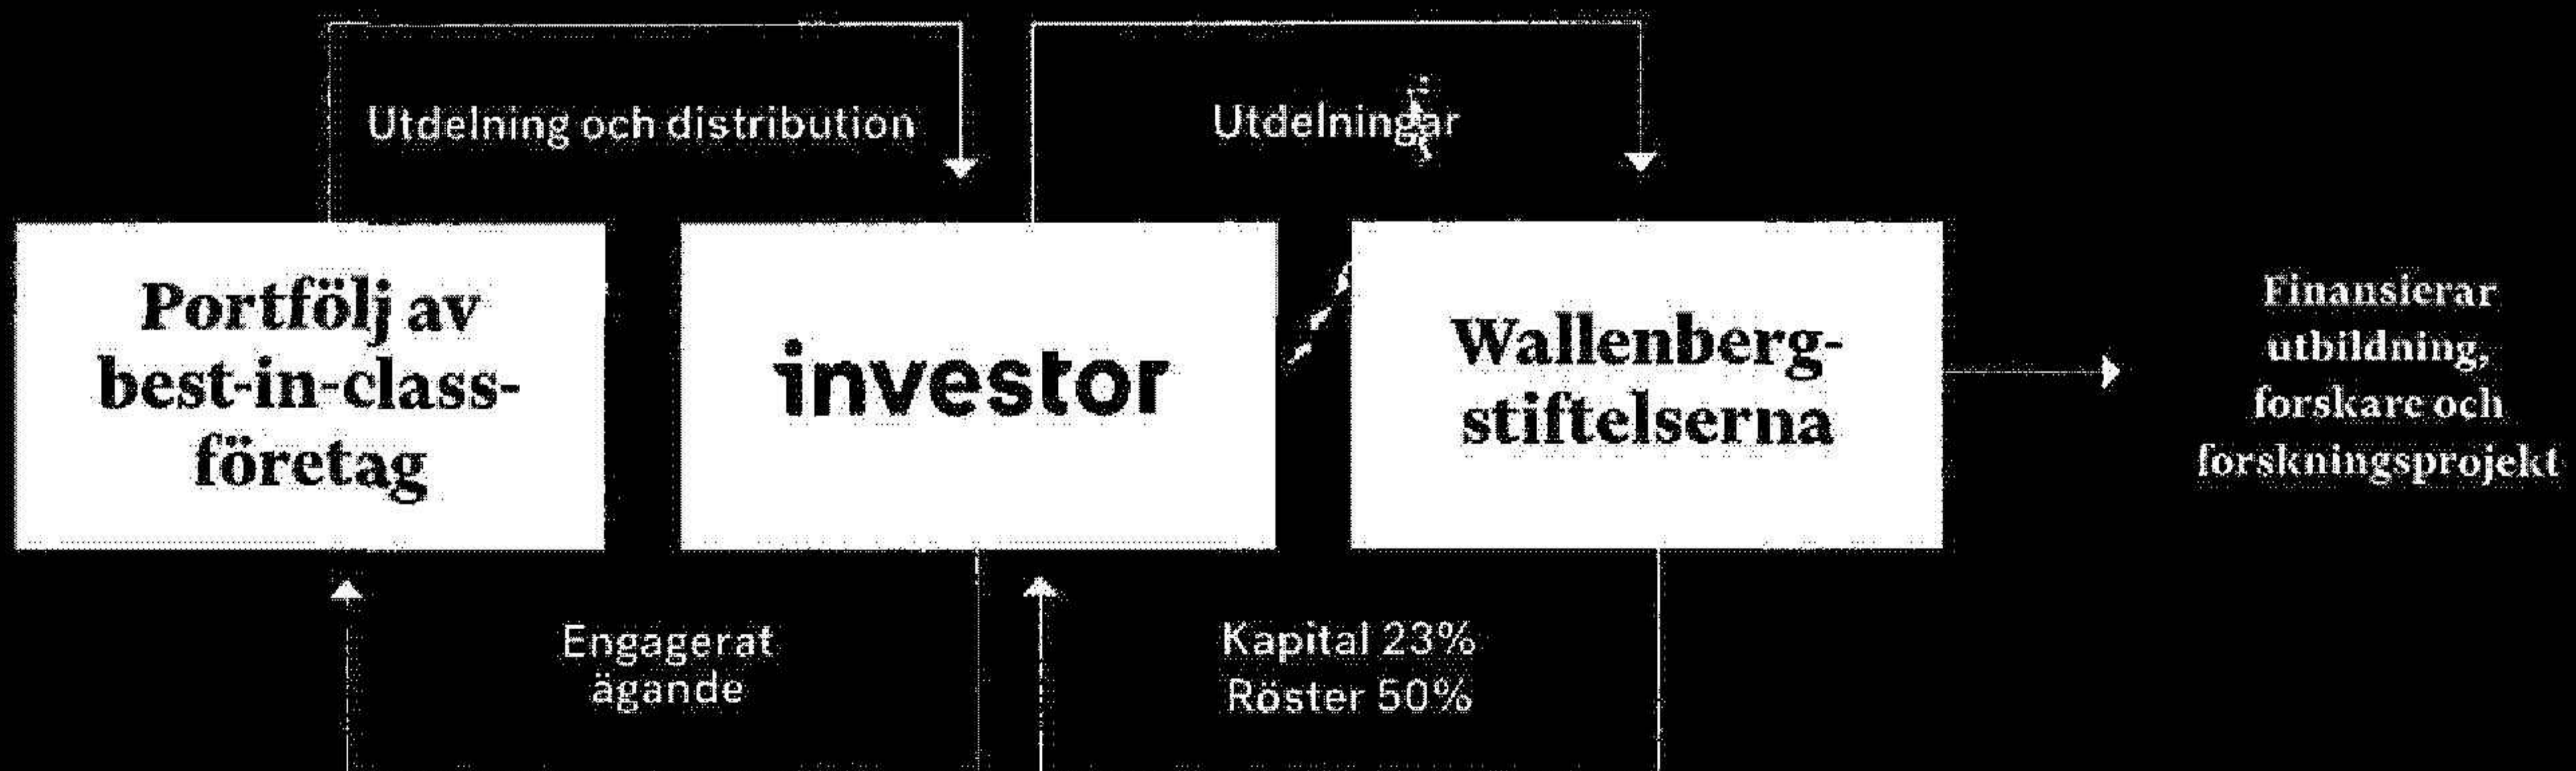 Utdelning och distribution
Utdelningar
Portfölj av
best-in-class-
företag
investor
Wallenberg-
stiftelserna
Finansierar
utbildning,
forskare och
forskningsprojekt
Engagerat
ägande
Kapital 23%
Röster 50%